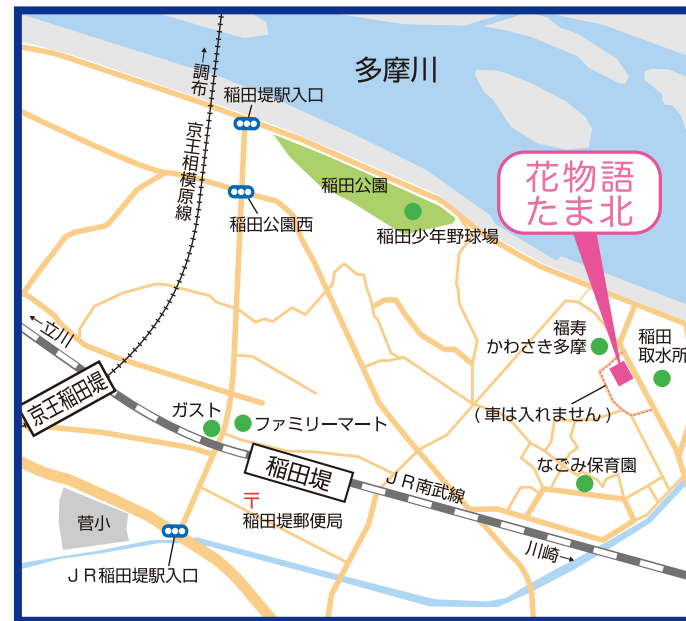 多摩川
←調布
京王相模原線
稲田堤駅入口
稲田公園
稲田公園西
稲田少年野球場
花物語
たま北
福寿
かわさき多摩
稲田
取水所
←立川
京王稲田堤
ガスト
ファミリーマート
(車は入れません)
稲田堤
JR南武線
なごみ保育園
〒
稲田堤郵便局
菅小
川崎→
JR稲田堤駅入口